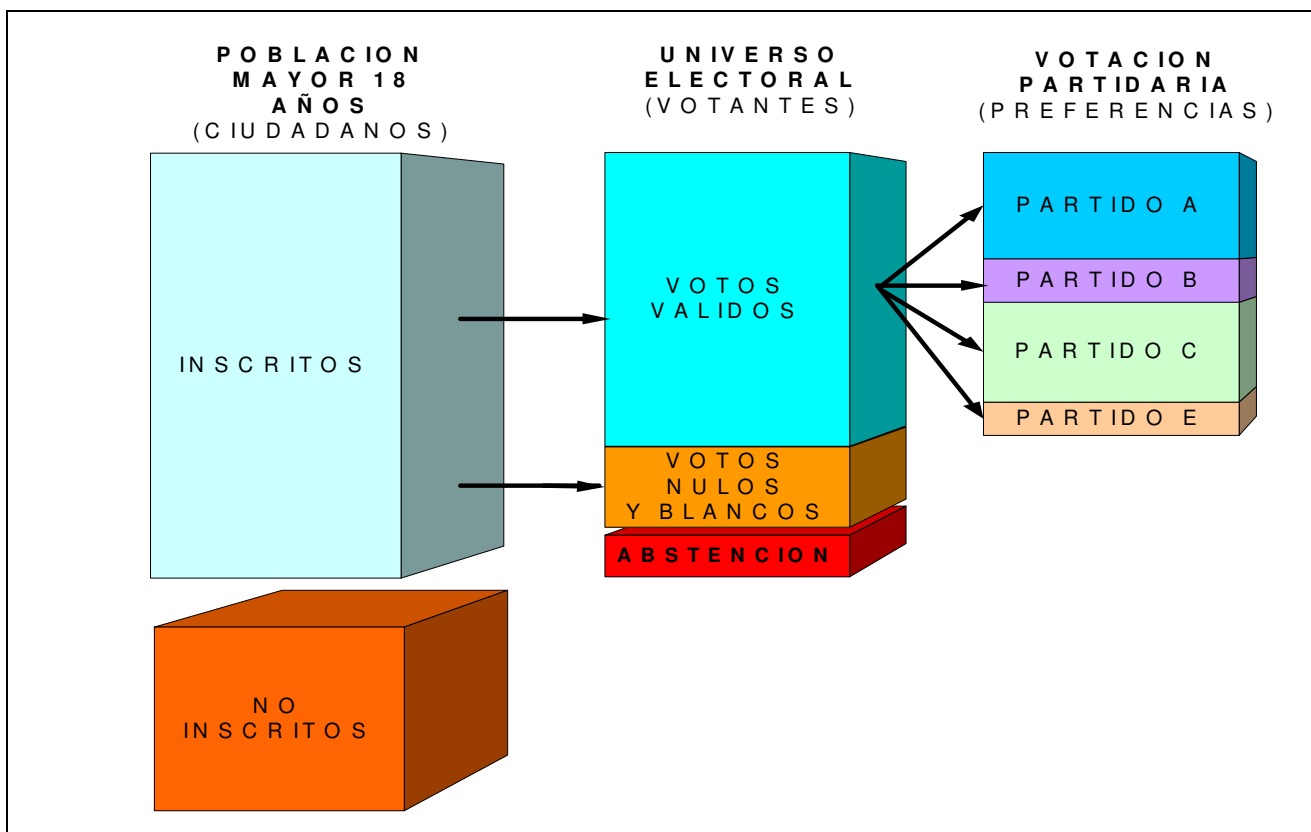 POBLACION
MAYOR 18
AÑOS
(CIUDADANOS)
INSCRITOS
NO
INSCRITOS
UNIVERSO
ELECTORAL
(VOTANTES)
VOTOS
VALIDOS
VOTOS
NULOS
Y BLANCOS
ABSTENCION
VOTACION
PARTIDARIA
(PREFERENCIAS)
PARTIDO A
PARTIDO B
PARTIDO C
PARTIDO E